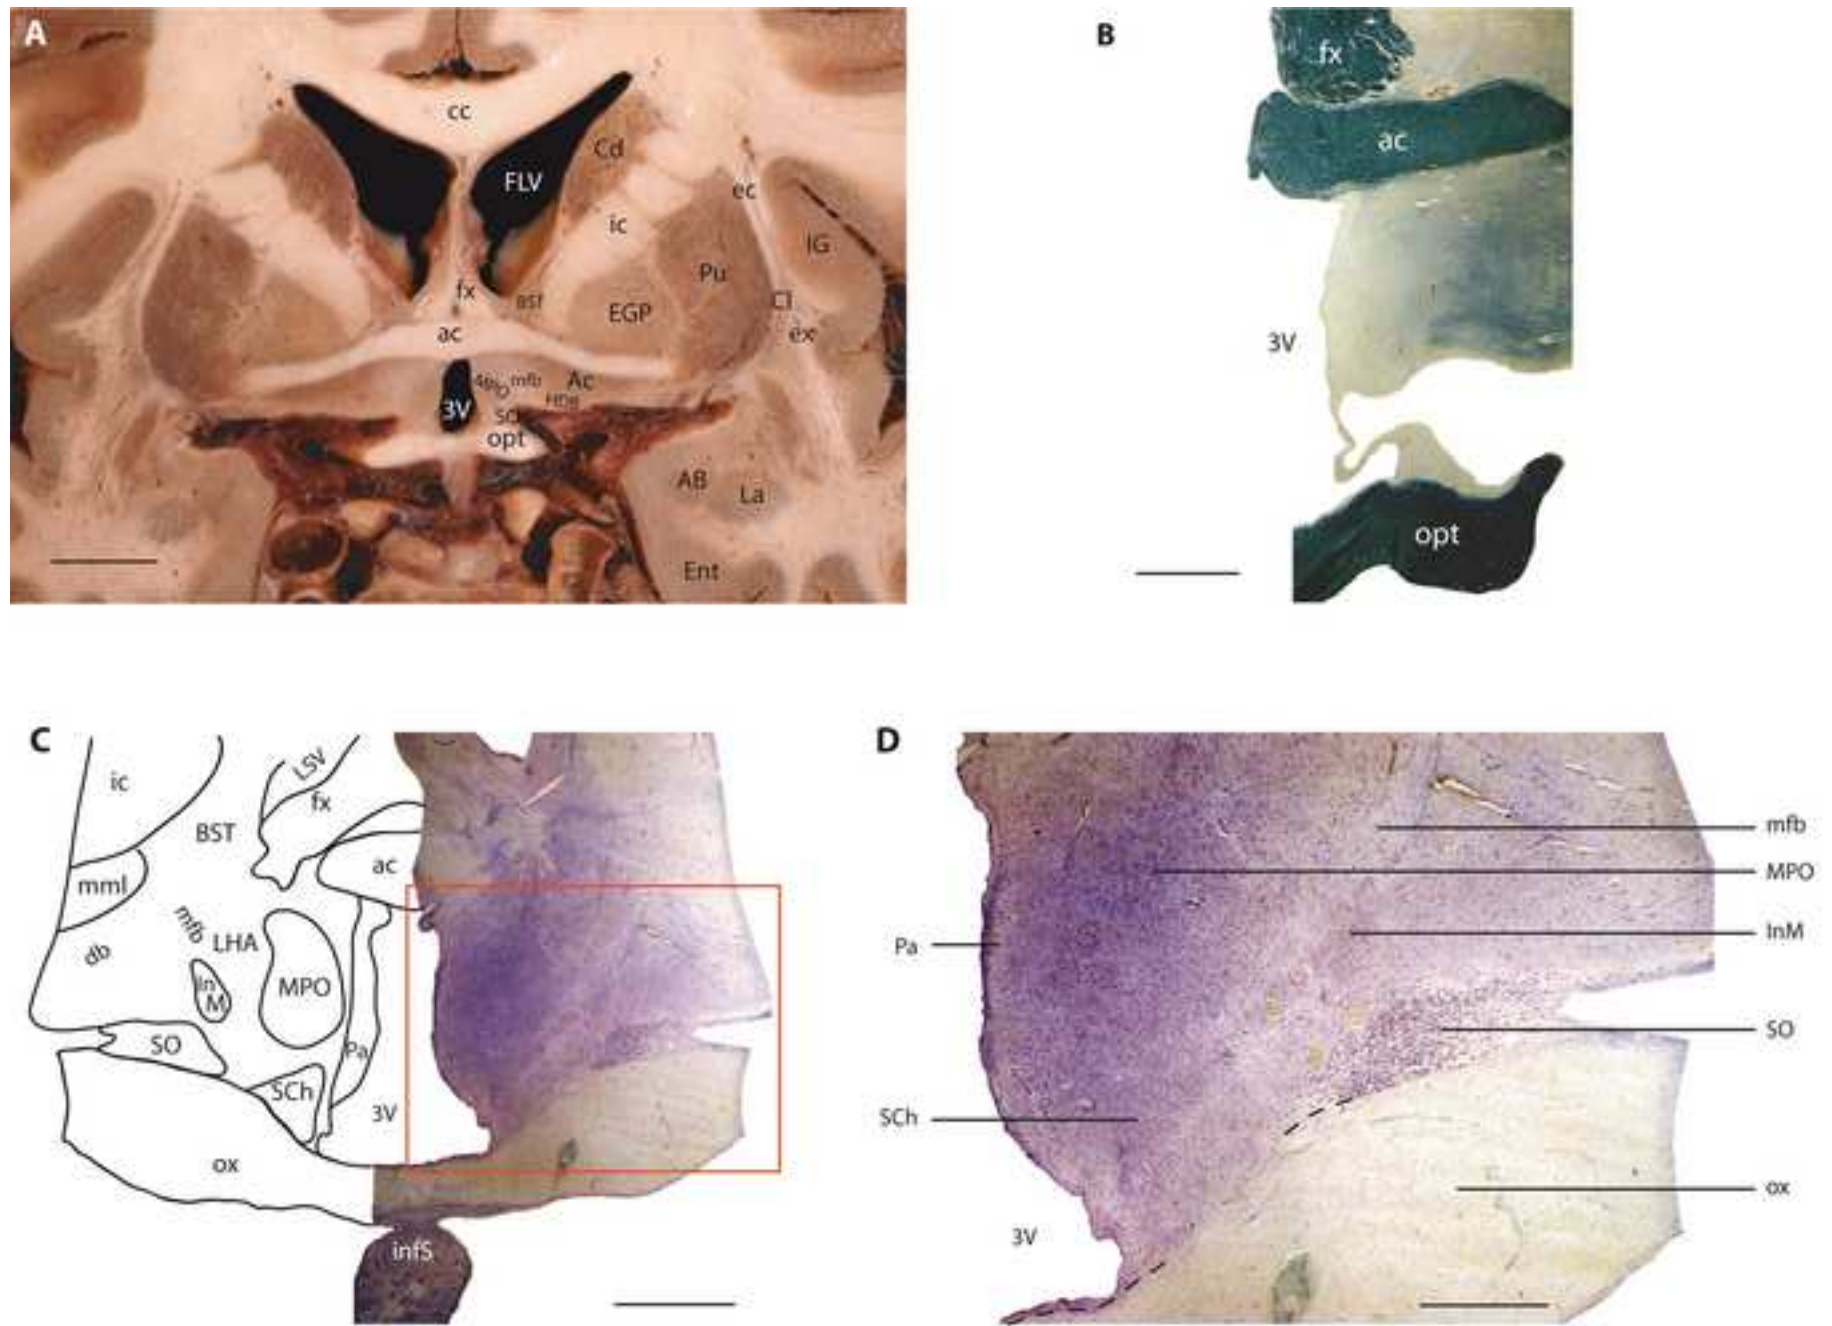 A
cc
Cd
FLV
ec
ic
IG
Pu
fx
BST
EGP
Cl
ex
ac
mfb
Ac
HDB
3V
SO
opt
AB
La
Ent
B
fx
ac
3V
opt
C
ic
LSV
fx
BST
ac
mml
mfb
LHA
db
In
M
MPO
SO
Pa
SCh
3V
ox
infS
D
mfb
MPO
InM
Pa
SO
SCh
ox
3V